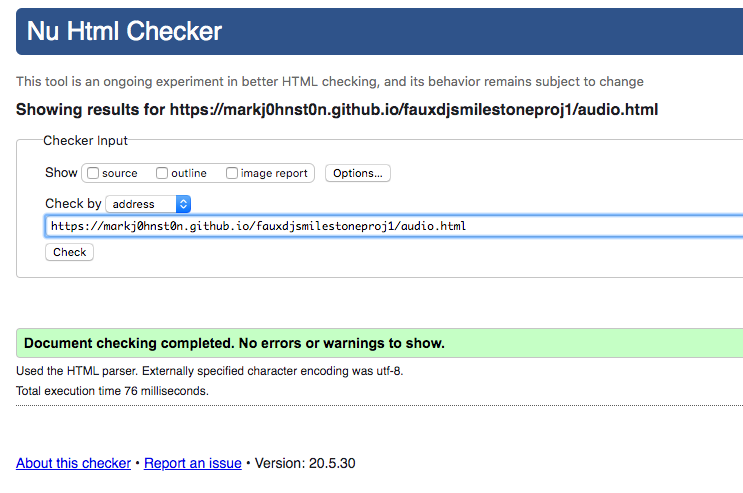 Nu Html Checker
This tool is an ongoing experiment in better HTML checking, and its behavior remains subject to change
Showing results for https://markj0hnst0n.github.io/fauxdjsmilestoneproj1/audio.html
Checker Input
Show source outline image report Options...
Check by address
https://markj0hnst0n.github.io/fauxdjsmilestoneproj1/audio.html
Check
Document checking completed. No errors or warnings to show.
Used the HTML parser. Externally specified character encoding was utf-8.
Total execution time 76 milliseconds.
About this checker • Report an issue • Version: 20.5.30